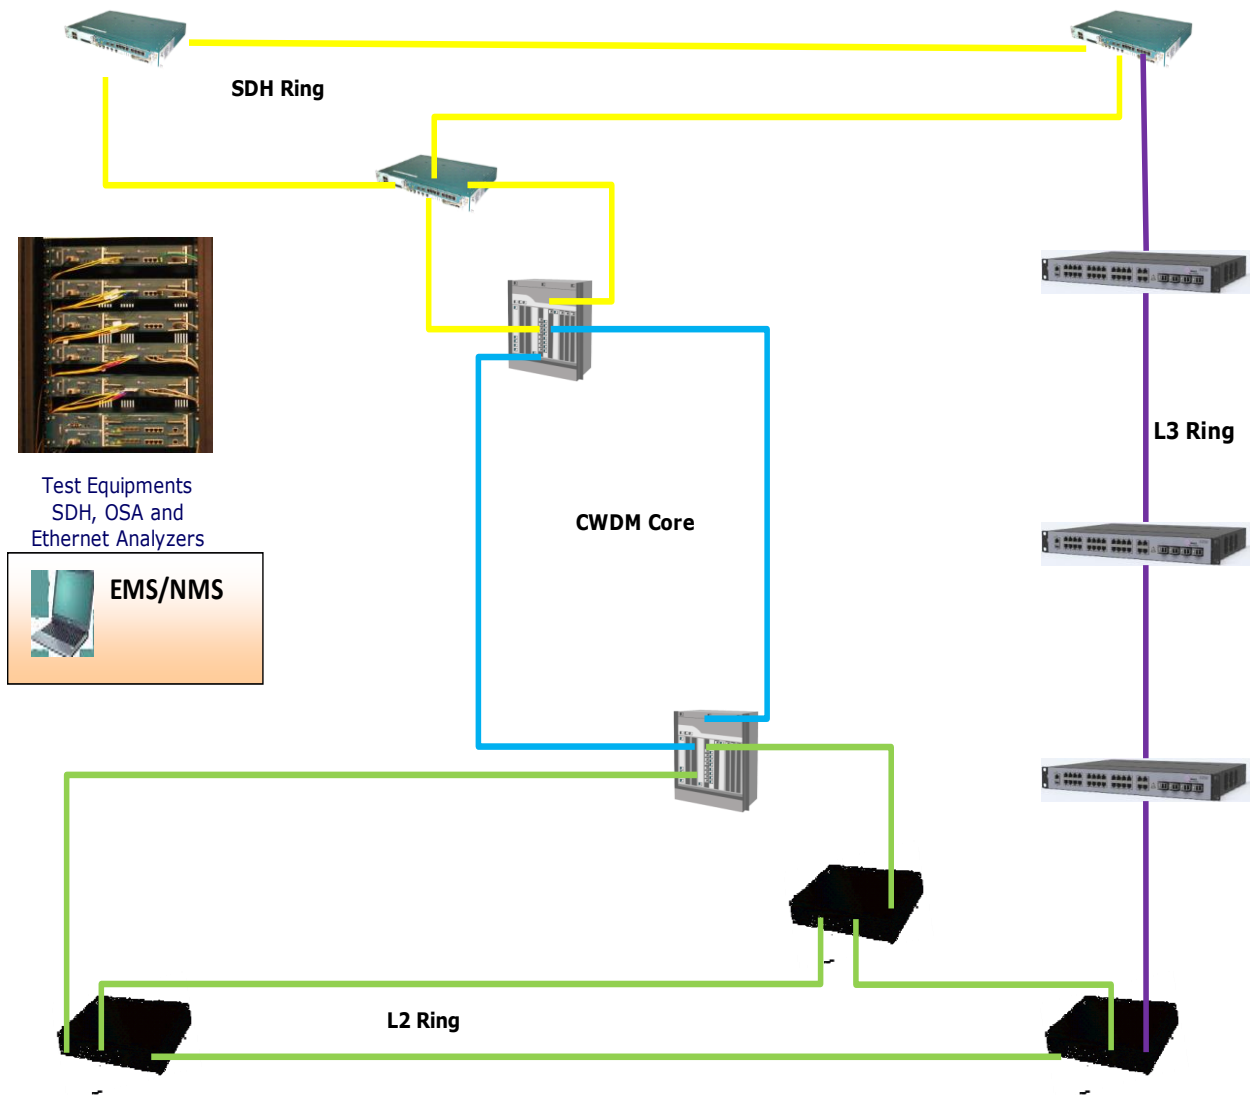 SDH Ring
L3 Ring
Test Equipments
SDH, OSA and
Ethernet Analyzers
CWDM Core
EMS/NMS
L2 Ring